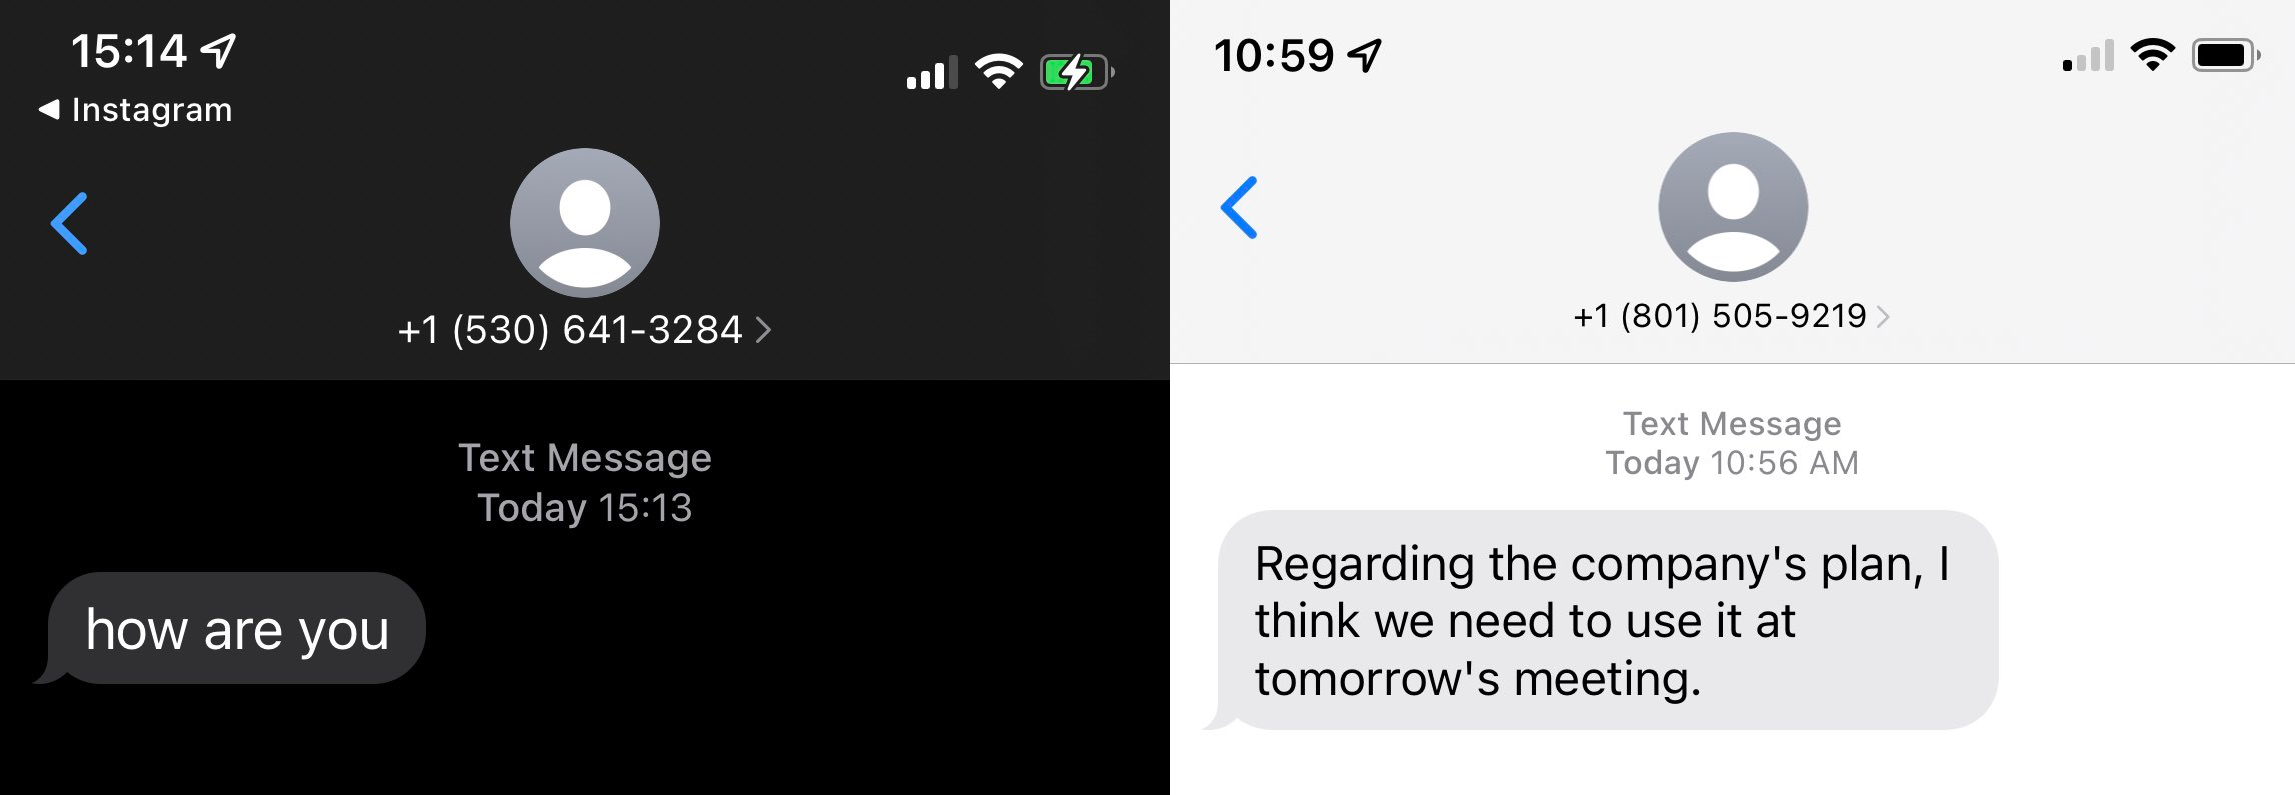 15:14
Instagram
+1 (530) 641-3284
Text Message
Today 15:13
how are you
10:59
+1 (801) 505-9219
Text Message
Today 10:56 AM
Regarding the company's plan, I
think we need to use it at
tomorrow's meeting.